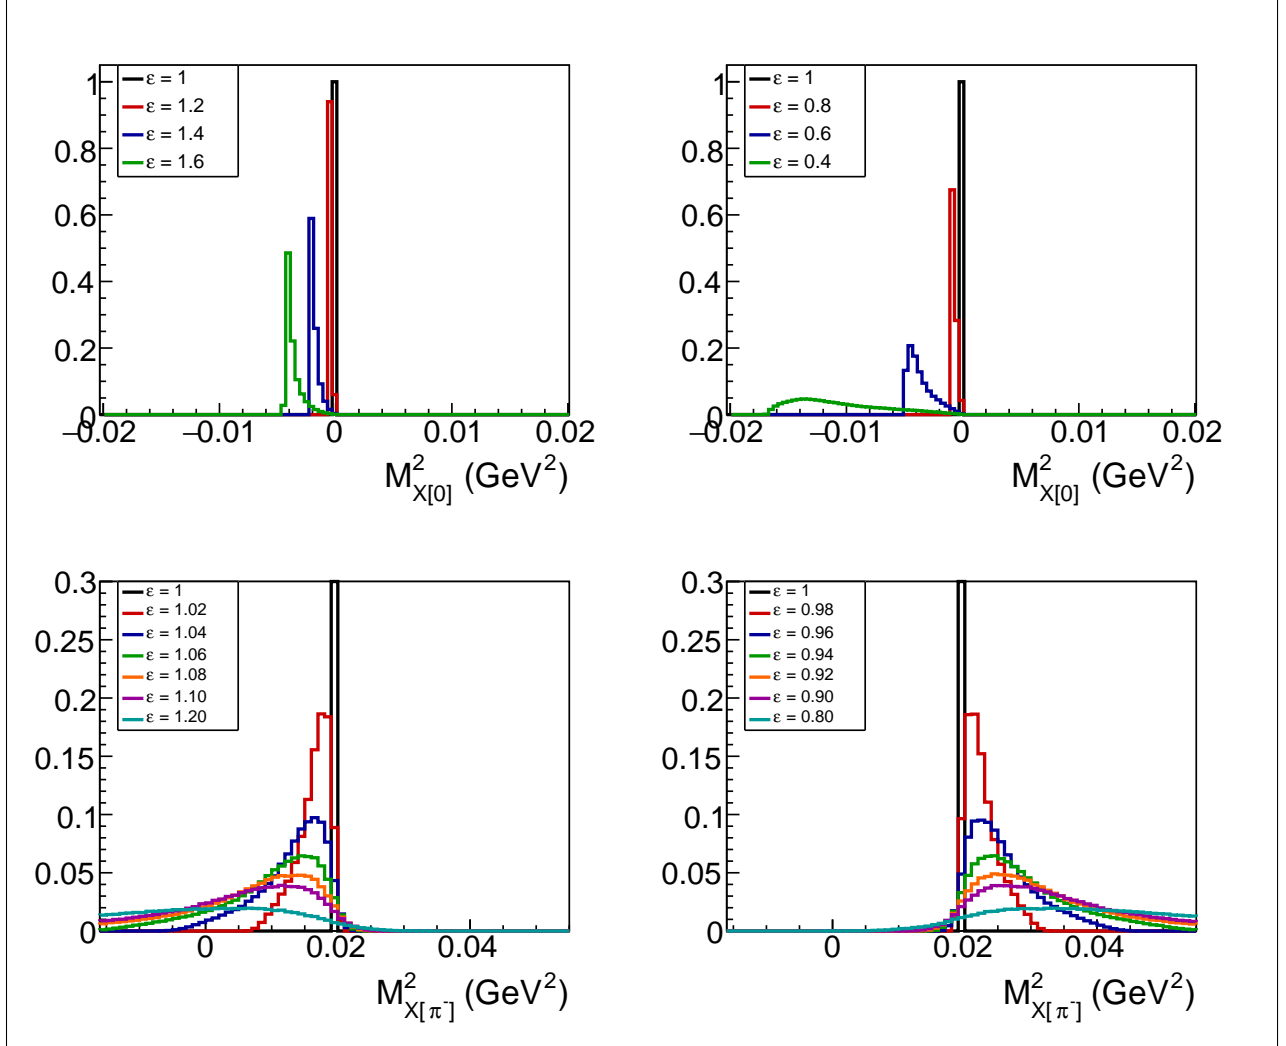 1
0.8
0.6
0.4
0.2
0
ε = 1
ε = 1.2
ε = 1.4
ε = 1.6
−0.02
−0.01
0
0.01
0.02
M²X[0] (GeV²)
1
0.8
0.6
0.4
0.2
0
ε = 1
ε = 0.8
ε = 0.6
ε = 0.4
−0.02
−0.01
0
0.01
0.02
M²X[0] (GeV²)
0.3
0.25
0.2
0.15
0.1
0.05
0
ε = 1
ε = 1.02
ε = 1.04
ε = 1.06
ε = 1.08
ε = 1.10
ε = 1.20
0
0.02
0.04
M²X[π⁻] (GeV²)
0.3
0.25
0.2
0.15
0.1
0.05
0
ε = 1
ε = 0.98
ε = 0.96
ε = 0.94
ε = 0.92
ε = 0.90
ε = 0.80
0
0.02
0.04
M²X[π⁻] (GeV²)